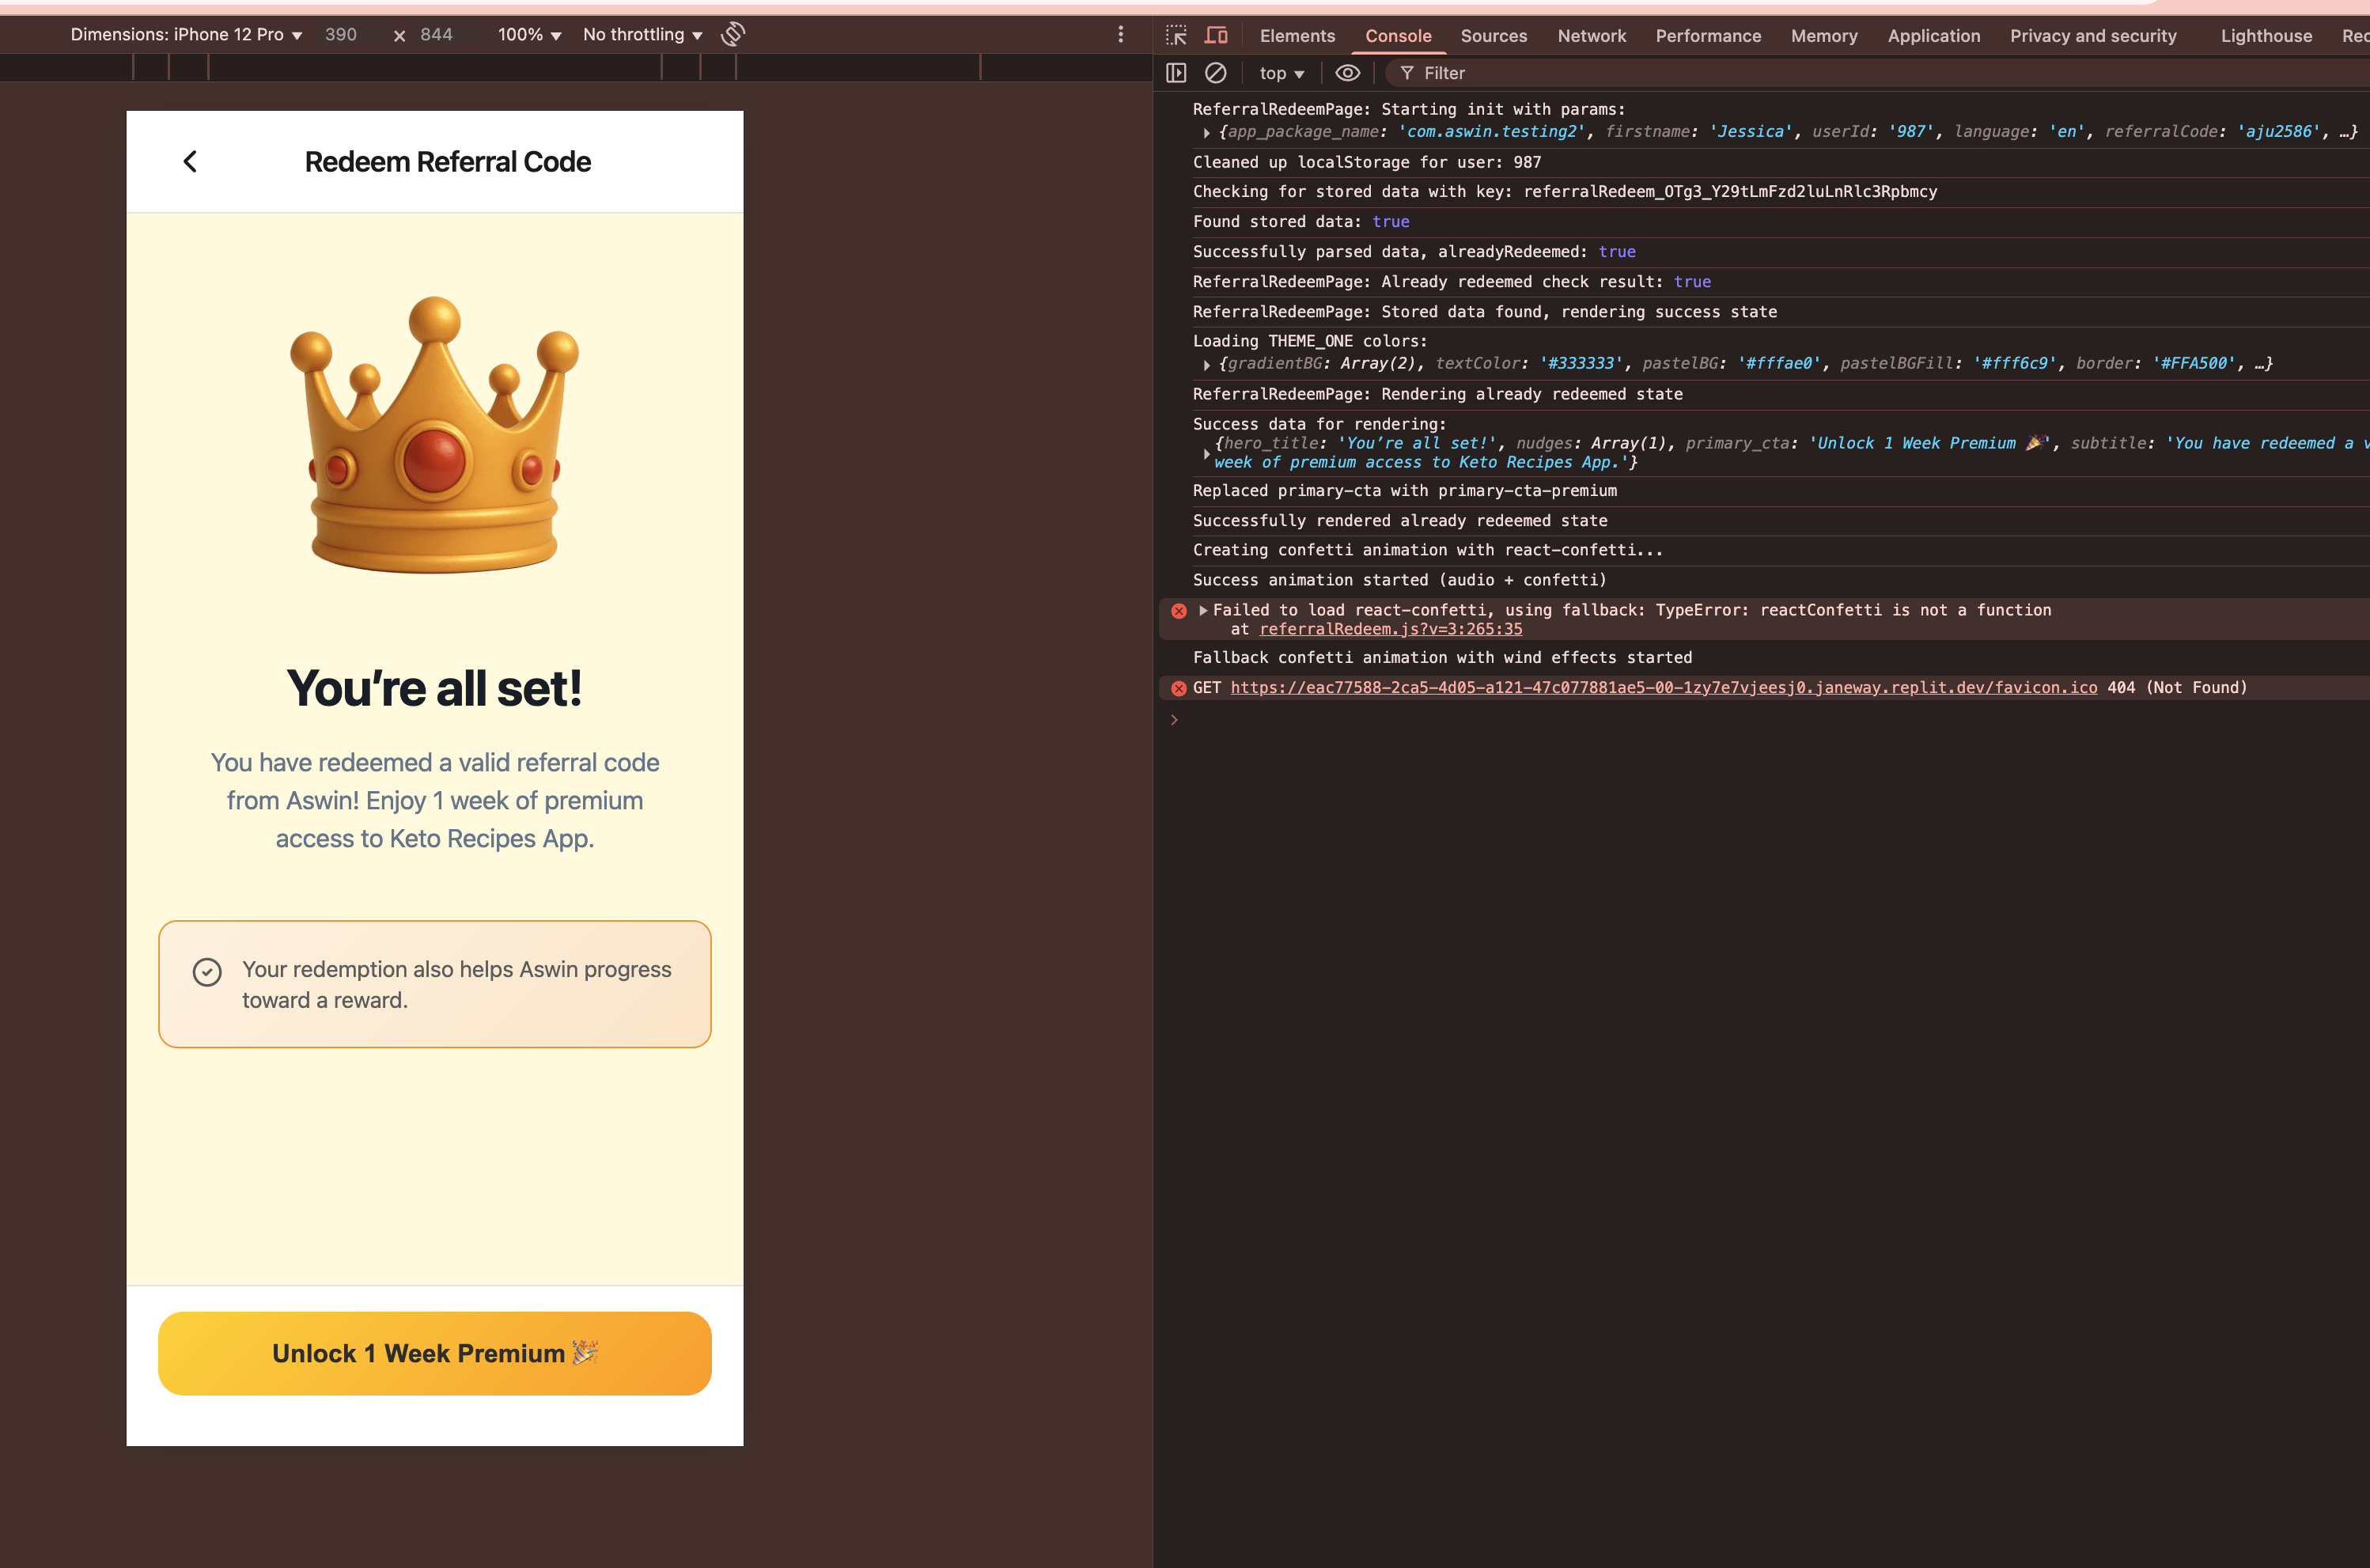 Dimensions: iPhone 12 Pro ▼ 390 × 844 100% ▼ No throttling ▼
Redeem Referral Code
You’re all set!
You have redeemed a valid referral code
from Aswin! Enjoy 1 week of premium
access to Keto Recipes App.
Your redemption also helps Aswin progress
toward a reward.
Unlock 1 Week Premium 🎉
Elements Console Sources Network Performance Memory Application Privacy and security Lighthouse Rec
top ▼ Filter
ReferralRedeemPage: Starting init with params:
{app_package_name: 'com.aswin.testing2', firstname: 'Jessica', userId: '987', language: 'en', referralCode: 'aju2586', …}
Cleaned up localStorage for user: 987
Checking for stored data with key: referralRedeem_OTg3_Y29tLmFzd2luLnRlc3Rpbmcy
Found stored data: true
Successfully parsed data, alreadyRedeemed: true
ReferralRedeemPage: Already redeemed check result: true
ReferralRedeemPage: Stored data found, rendering success state
Loading THEME_ONE colors:
{gradientBG: Array(2), textColor: '#333333', pastelBG: '#fffae0', pastelBGFill: '#fff6c9', border: '#FFA500', …}
ReferralRedeemPage: Rendering already redeemed state
Success data for rendering:
{hero_title: 'You’re all set!', nudges: Array(1), primary_cta: 'Unlock 1 Week Premium 🎉', subtitle: 'You have redeemed a v
week of premium access to Keto Recipes App.'}
Replaced primary-cta with primary-cta-premium
Successfully rendered already redeemed state
Creating confetti animation with react-confetti...
Success animation started (audio + confetti)
Failed to load react-confetti, using fallback: TypeError: reactConfetti is not a function
at referralRedeem.js?v=3:265:35
Fallback confetti animation with wind effects started
GET https://eac77588-2ca5-4d05-a121-47c077881ae5-00-1zy7e7vjeesj0.janeway.replit.dev/favicon.ico 404 (Not Found)